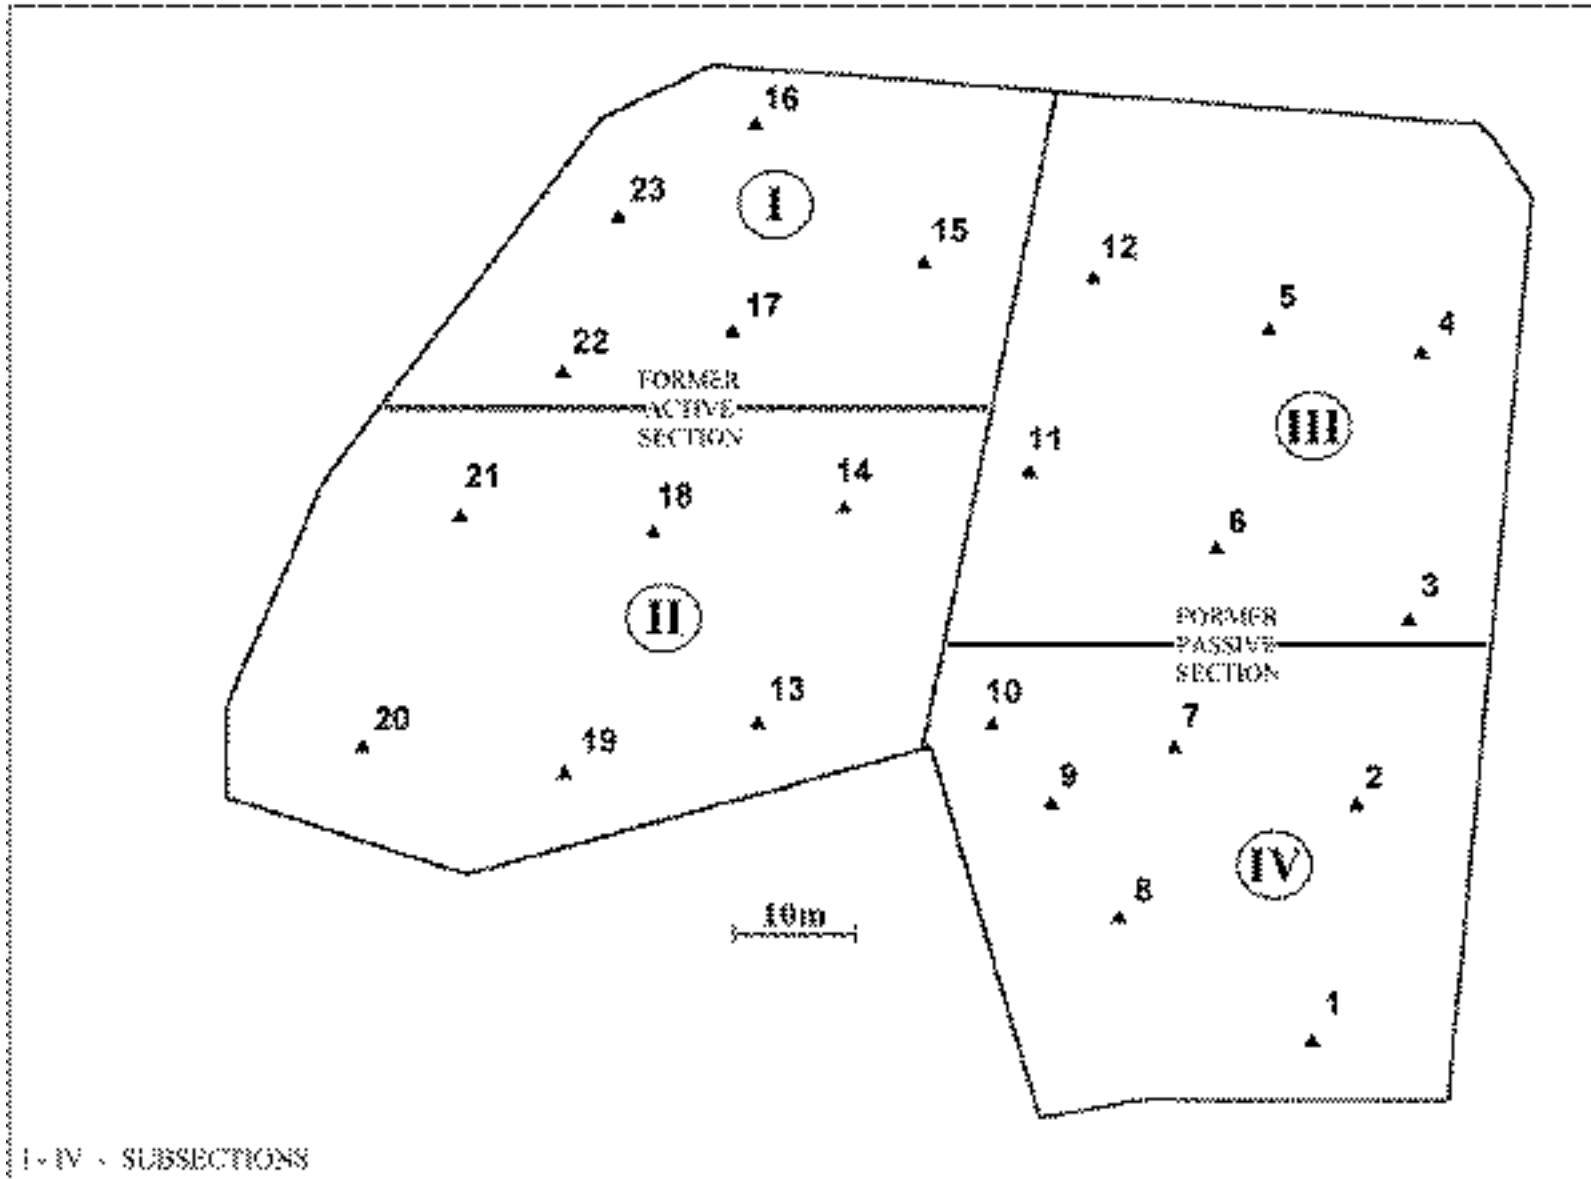 16
23
I
15
12
5
4
17
22
FORMER
ACTIVE
SECTION
III
11
21
18
14
6
3
II
FORMER
PASSIVE
SECTION
13
10
7
20
19
9
2
IV
8
10m
1
I - IV - SUBSECTIONS